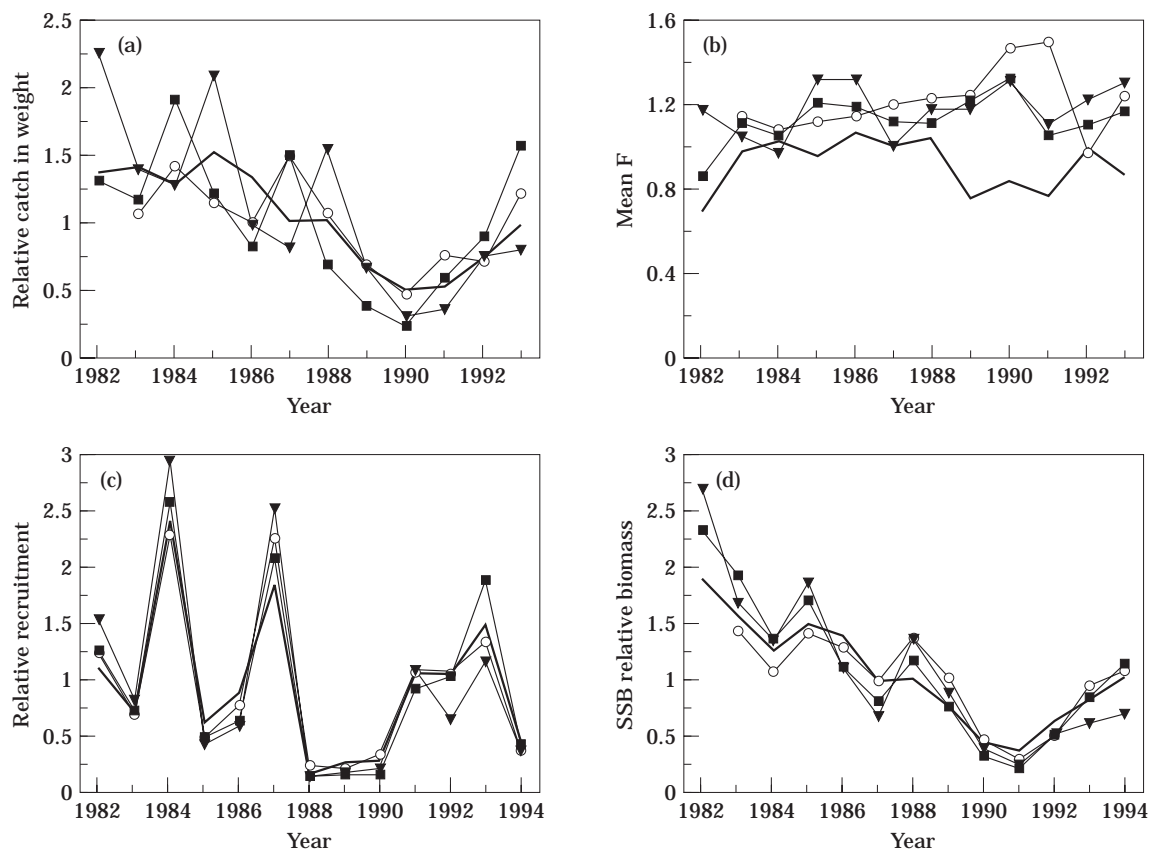 (a)
Relative catch in weight
2.5
2
1.5
1
0.5
0
1982 1984 1986 1988 1990 1992
Year
(b)
Mean F
1.6
1.2
0.8
0.4
0
1982 1984 1986 1988 1990 1992
Year
(c)
Relative recruitment
3
2.5
2
1.5
1
0.5
0
1982 1984 1986 1988 1990 1992 1994
Year
(d)
SSB relative biomass
3
2.5
2
1.5
1
0.5
0
1982 1984 1986 1988 1990 1992 1994
Year